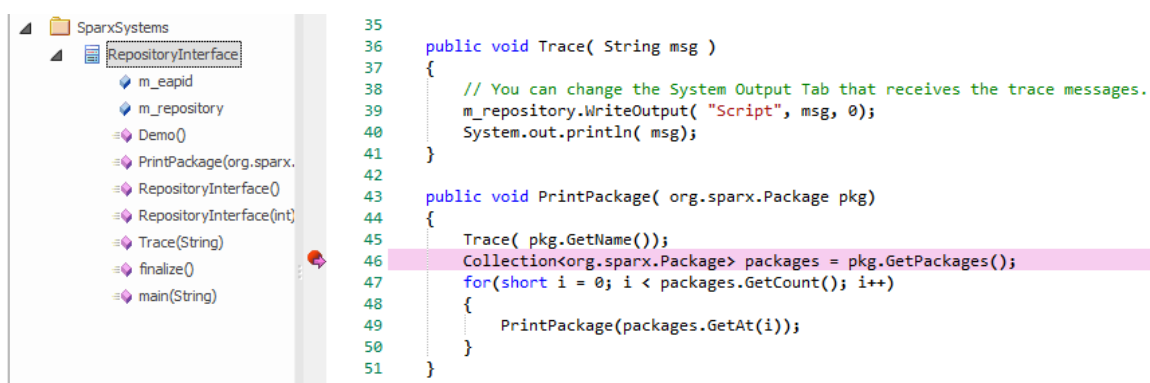 SparxSystems
RepositoryInterface
m_eapid
m_repository
Demo()
PrintPackage(org.sparx.
RepositoryInterface()
RepositoryInterface(int)
Trace(String)
finalize()
main(String)
35
36 public void Trace( String msg )
37 {
38 // You can change the System Output Tab that receives the trace messages.
39 m_repository.WriteOutput( "Script", msg, 0);
40 System.out.println( msg);
41 }
42
43 public void PrintPackage( org.sparx.Package pkg)
44 {
45 Trace( pkg.GetName());
46 Collection<org.sparx.Package> packages = pkg.GetPackages();
47 for(short i = 0; i < packages.GetCount(); i++)
48 {
49 PrintPackage(packages.GetAt(i));
50 }
51 }